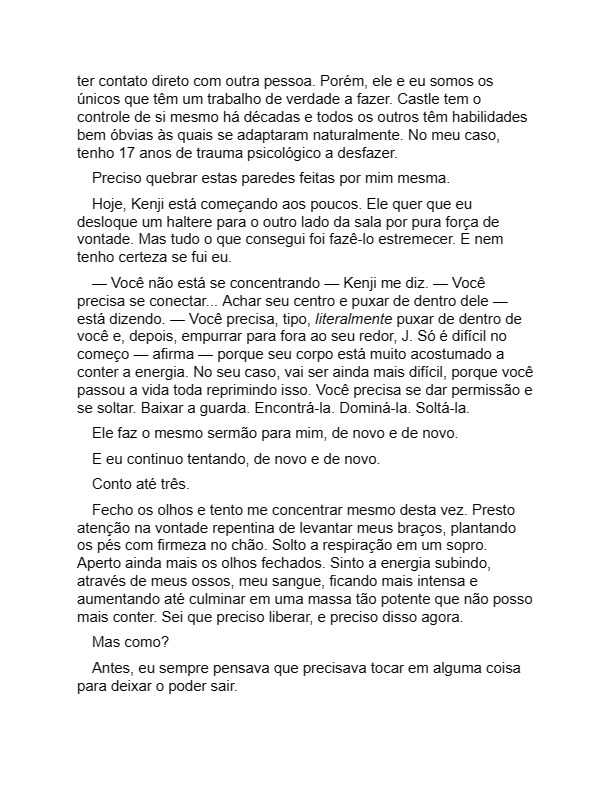 ter contato direto com outra pessoa. Porém, ele e eu somos os
únicos que têm um trabalho de verdade a fazer. Castle tem o
controle de si mesmo há décadas e todos os outros têm habilidades
bem óbvias às quais se adaptaram naturalmente. No meu caso,
tenho 17 anos de trauma psicológico a desfazer.
Preciso quebrar estas paredes feitas por mim mesma.
Hoje, Kenji está começando aos poucos. Ele quer que eu
desloque um haltere para o outro lado da sala por pura força de
vontade. Mas tudo o que consegui foi fazê-lo estremecer. E nem
tenho certeza se fui eu.
— Você não está se concentrando — Kenji me diz. — Você
precisa se conectar... Achar seu centro e puxar de dentro dele —
está dizendo. — Você precisa, tipo, literalmente puxar de dentro de
você e, depois, empurrar para fora ao seu redor, J. Só é difícil no
começo — afirma — porque seu corpo está muito acostumado a
conter a energia. No seu caso, vai ser ainda mais difícil, porque você
passou a vida toda reprimindo isso. Você precisa se dar permissão e
se soltar. Baixar a guarda. Encontrá-la. Dominá-la. Soltá-la.
Ele faz o mesmo sermão para mim, de novo e de novo.
E eu continuo tentando, de novo e de novo.
Conto até três.
Fecho os olhos e tento me concentrar mesmo desta vez. Presto
atenção na vontade repentina de levantar meus braços, plantando
os pés com firmeza no chão. Solto a respiração em um sopro.
Aperto ainda mais os olhos fechados. Sinto a energia subindo,
através de meus ossos, meu sangue, ficando mais intensa e
aumentando até culminar em uma massa tão potente que não posso
mais conter. Sei que preciso liberar, e preciso disso agora.
Mas como?
Antes, eu sempre pensava que precisava tocar em alguma coisa
para deixar o poder sair.